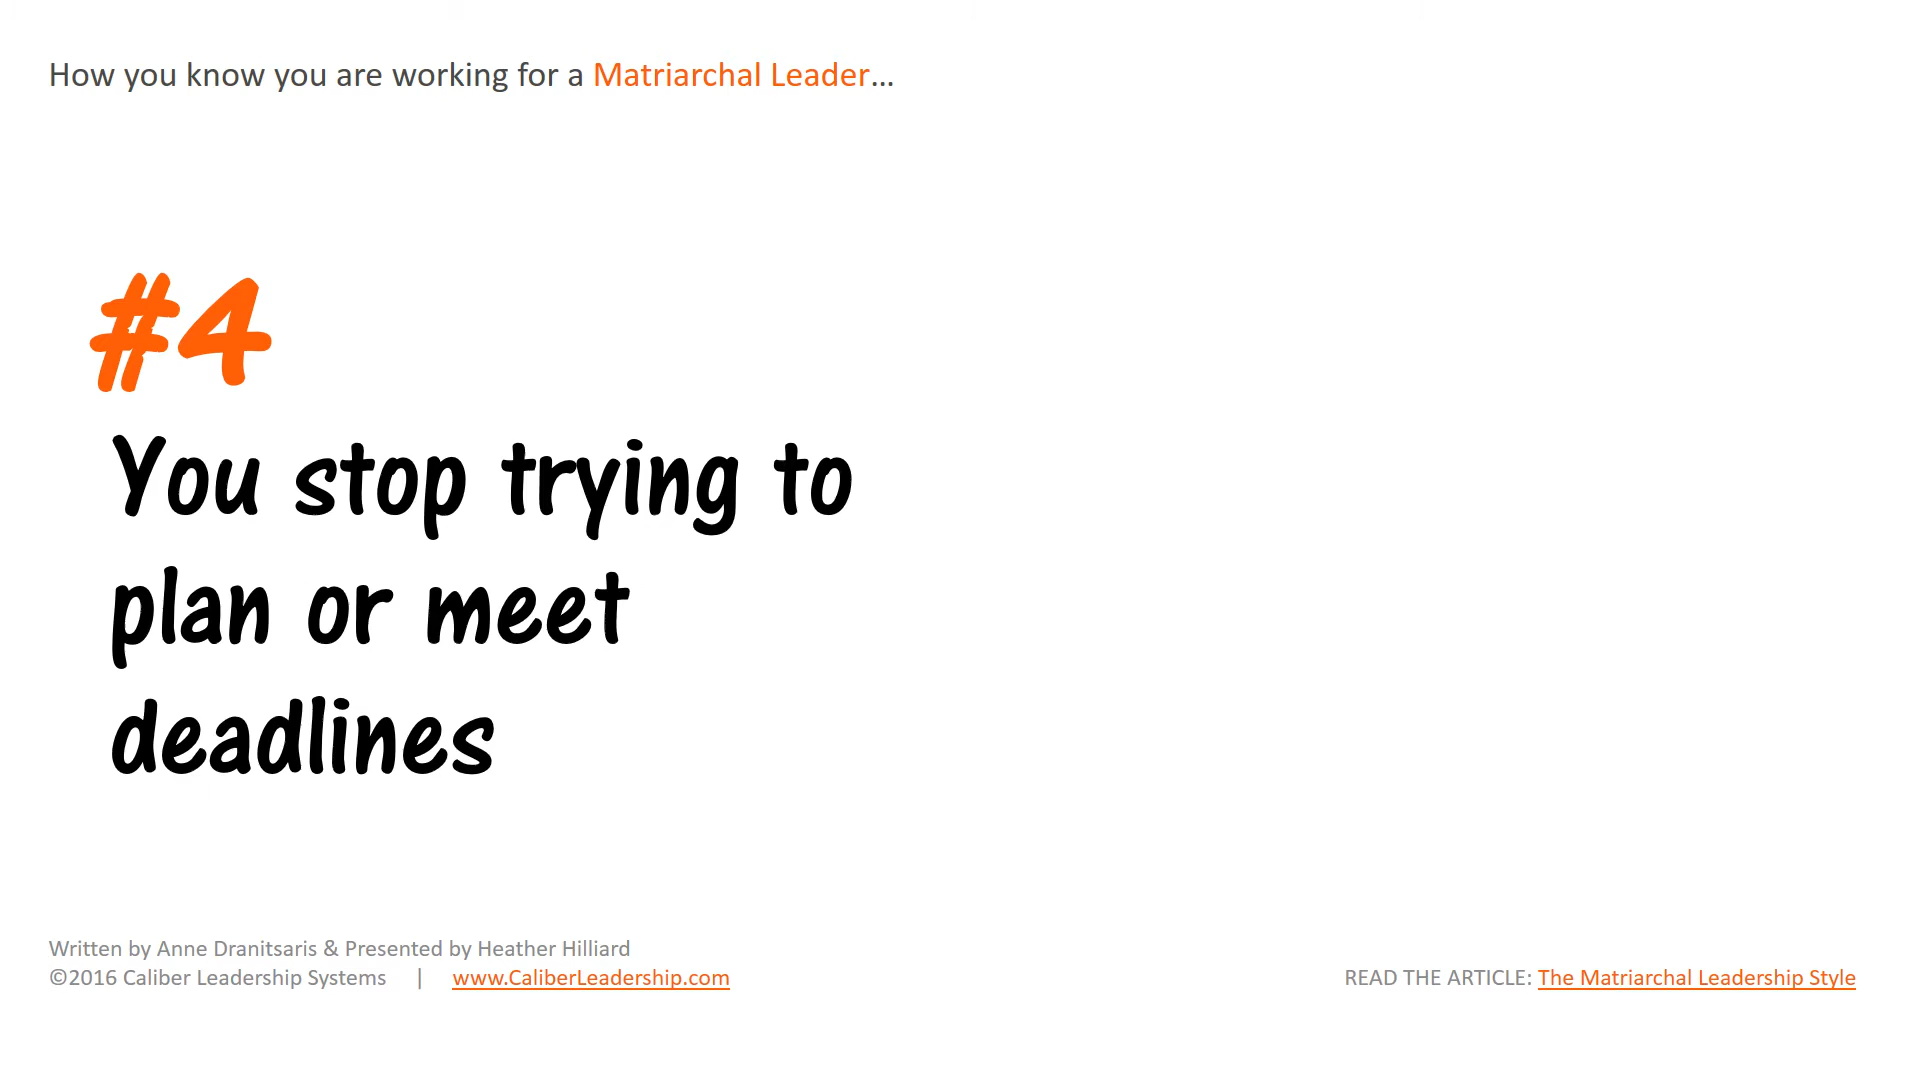 How you know you are working for a Matriarchal Leader...
#4
You stop trying to
plan or meet
deadlines
Written by Anne Dranitsaris & Presented by Heather Hilliard
©2016 Caliber Leadership Systems | www.CaliberLeadership.com
READ THE ARTICLE: The Matriarchal Leadership Style